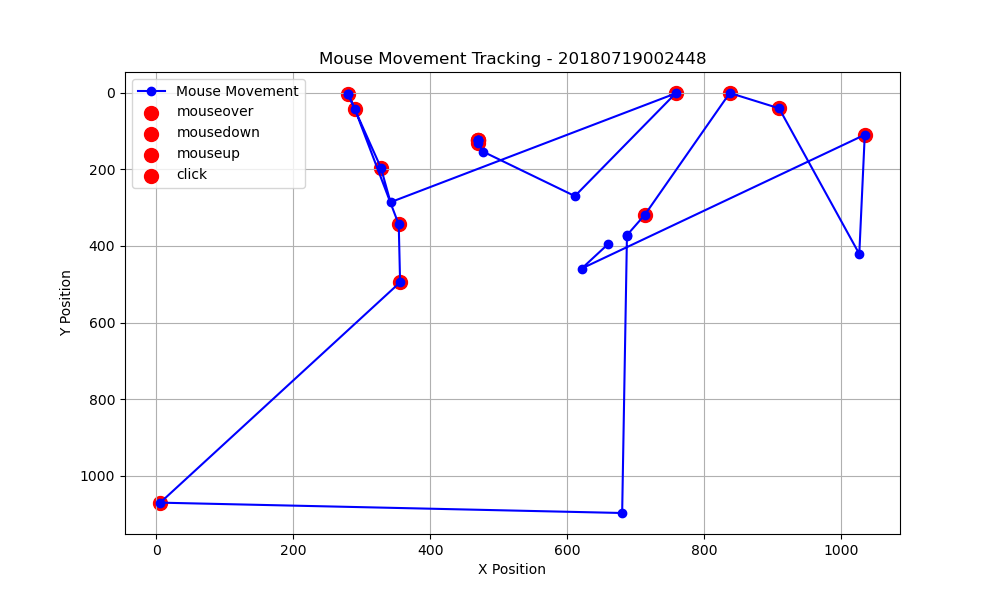 Mouse Movement Tracking - 20180719002448
Mouse Movement
mouseover
mousedown
mouseup
click
0
200
400
600
800
1000
Y Position
0 200 400 600 800 1000
X Position